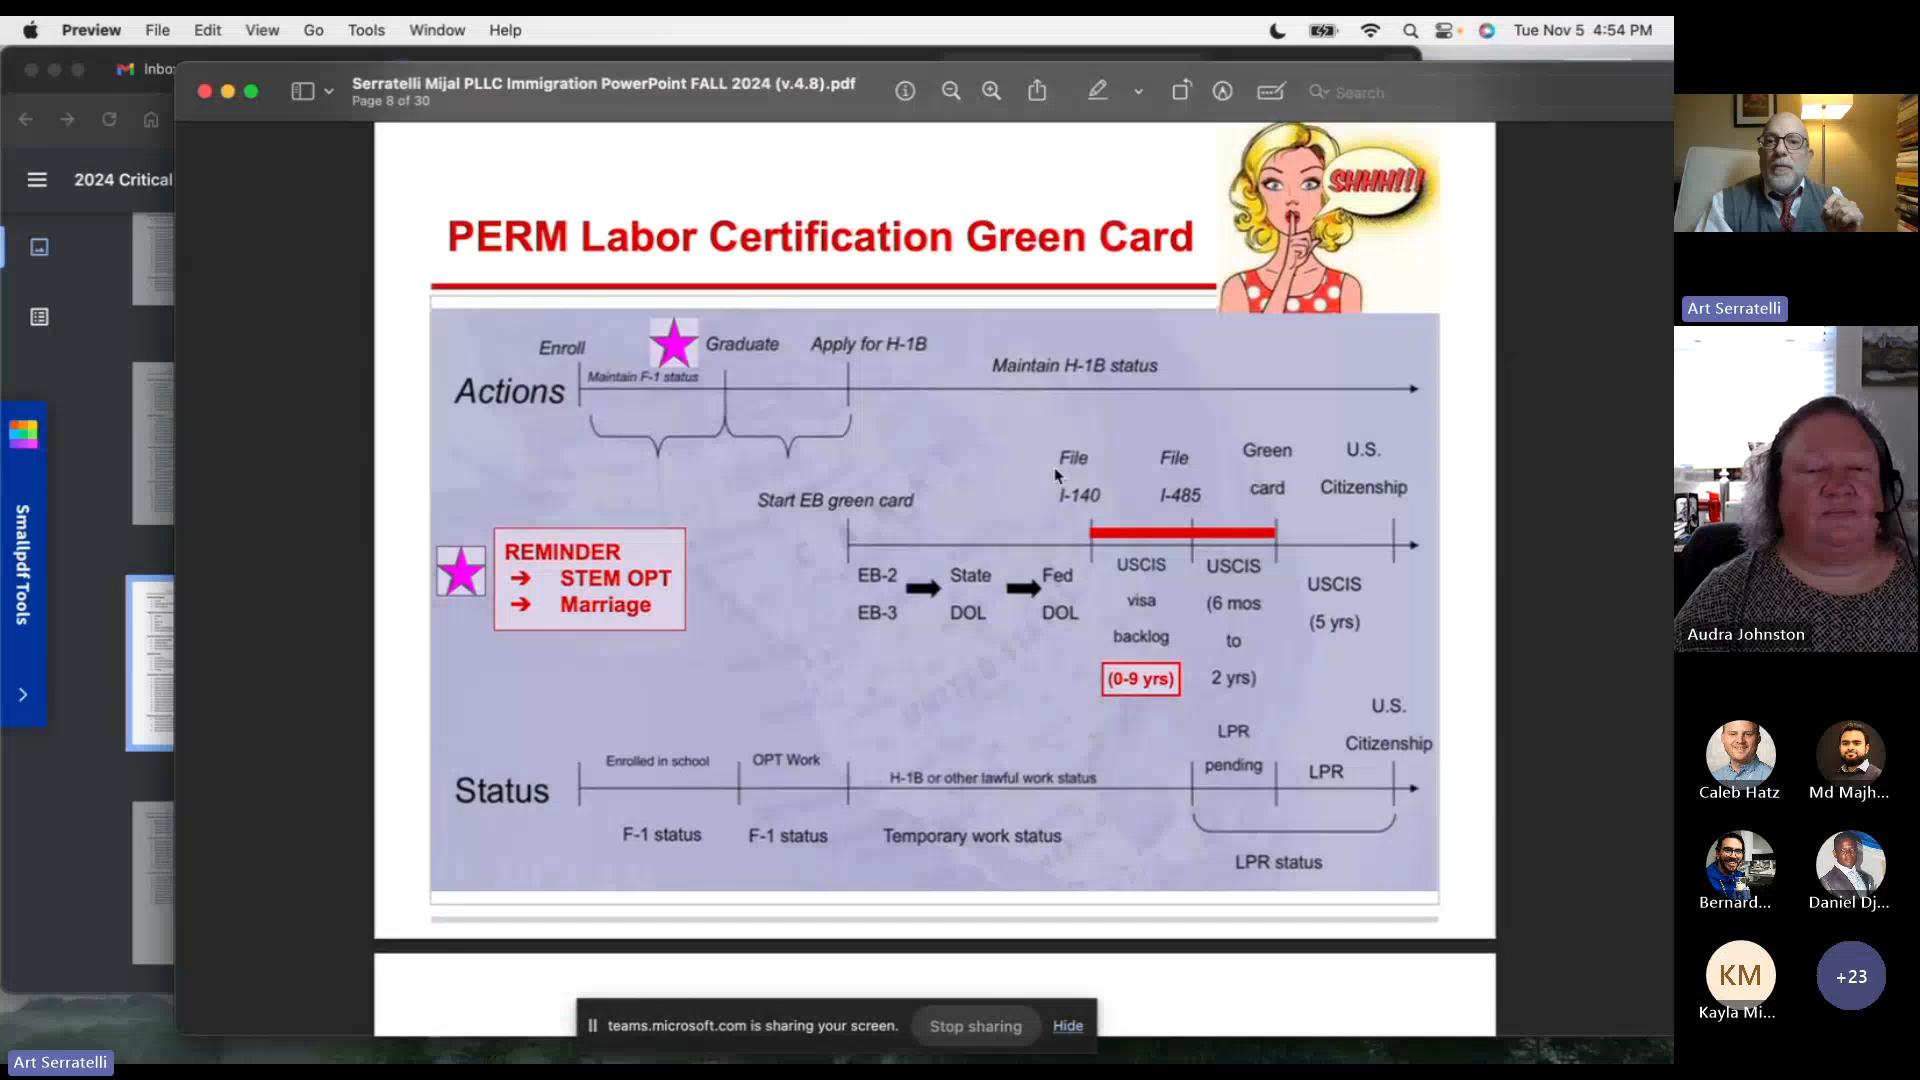 Preview File Edit View Go Tools Window Help
Tue Nov 5 4:54 PM
Inbo
Serratelli Mijal PLLC Immigration PowerPoint FALL 2024 (v.4.8).pdf
Page 8 of 30
Search
2024 Critical
Smallpdf Tools
SHHH!!!
PERM Labor Certification Green Card
Enroll
Graduate
Apply for H-1B
Maintain F-1 status
Maintain H-1B status
Actions
Start EB green card
File
I-140
File
I-485
Green
card
U.S.
Citizenship
REMINDER
➔ STEM OPT
➔ Marriage
EB-2
EB-3
State
DOL
Fed
DOL
USCIS
visa
backlog
(0-9 yrs)
USCIS
(6 mos
to
2 yrs)
USCIS
(5 yrs)
LPR
pending
LPR
U.S.
Citizenship
Status
Enrolled in school
OPT Work
H-1B or other lawful work status
F-1 status
F-1 status
Temporary work status
LPR status
teams.microsoft.com is sharing your screen.
Stop sharing
Hide
Art Serratelli
Art Serratelli
Audra Johnston
Caleb Hatz
Md Majh...
Bernard...
Daniel Dj...
KM
Kayla Mi...
+23